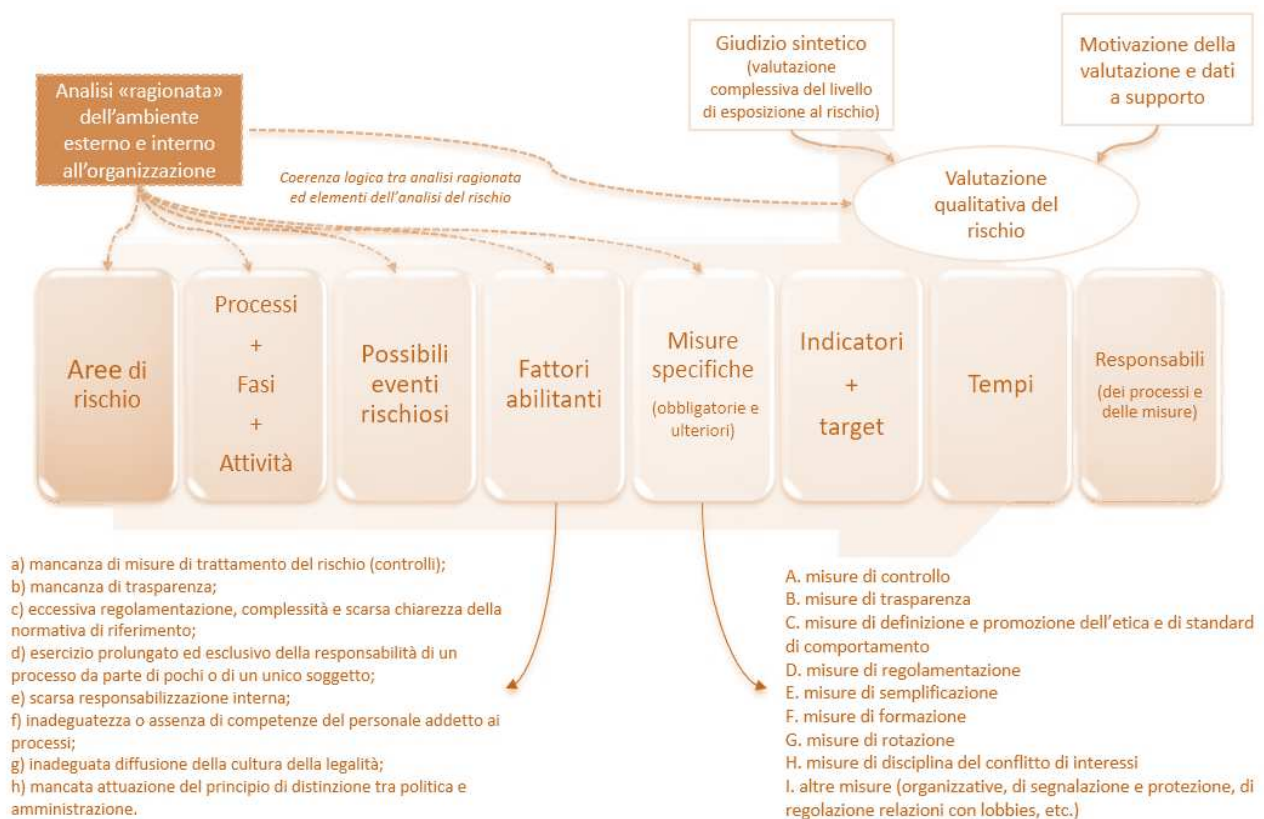 Giudizio sintetico
(valutazione
complessiva del livello
di esposizione al rischio)
Motivazione della
valutazione e dati
a supporto
Analisi «ragionata»
dell'ambiente
esterno e interno
all'organizzazione
Coerenza logica tra analisi ragionata
ed elementi dell'analisi del rischio
Valutazione
qualitativa del
rischio
Aree di
rischio
Processi
+
Fasi
+
Attività
Possibili
eventi
rischiosi
Fattori
abilitanti
Misure
specifiche
(obbligatorie e
ulteriori)
Indicatori
+
target
Tempi
Responsabili
(dei processi e
delle misure)
a) mancanza di misure di trattamento del rischio (controlli);
b) mancanza di trasparenza;
c) eccessiva regolamentazione, complessità e scarsa chiarezza della
normativa di riferimento;
d) esercizio prolungato ed esclusivo della responsabilità di un
processo da parte di pochi o di un unico soggetto;
e) scarsa responsabilizzazione interna;
f) inadeguatezza o assenza di competenze del personale addetto ai
processi;
g) inadeguata diffusione della cultura della legalità;
h) mancata attuazione del principio di distinzione tra politica e
amministrazione.
A. misure di controllo
B. misure di trasparenza
C. misure di definizione e promozione dell'etica e di standard
di comportamento
D. misure di regolamentazione
E. misure di semplificazione
F. misure di formazione
G. misure di rotazione
H. misure di disciplina del conflitto di interessi
I. altre misure (organizzative, di segnalazione e protezione, di
regolazione relazioni con lobbies, etc.)